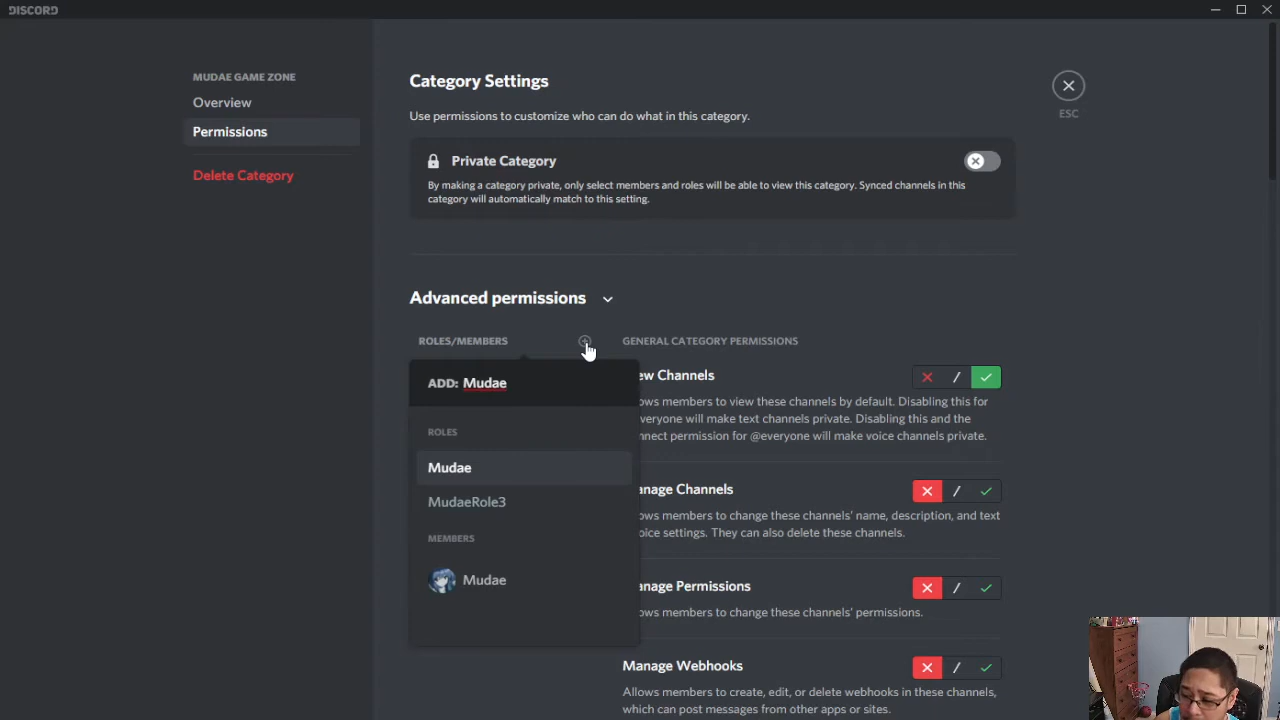 DISCORD
MUDAE GAME ZONE
Overview
Permissions
Delete Category
Category Settings
Use permissions to customize who can do what in this category.
ESC
Private Category
By making a category private, only select members and roles will be able to view this category. Synced channels in this
category will automatically match to this setting.
Advanced permissions
ROLES/MEMBERS
ADD: Mudae
ROLES
Mudae
MudaeRole3
MEMBERS
Mudae
GENERAL CATEGORY PERMISSIONS
ew Channels
ows members to view these channels by default. Disabling this for
everyone will make text channels private. Disabling this and the
nnect permission for @everyone will make voice channels private.
anage Channels
ows members to change these channels' name, description, and text
oice settings. They can also delete these channels.
anage Permissions
ows members to change these channels' permissions.
Manage Webhooks
Allows members to create, edit, or delete webhooks in these channels,
which can post messages from other apps or sites.